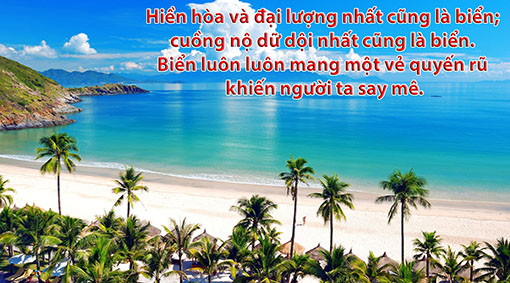 Hiền hòa và đại lượng nhất cũng là biển;
cuồng nộ dữ dội nhất cũng là biển.
Biển luôn luôn mang một vẻ quyến rũ
khiến người ta say mê.